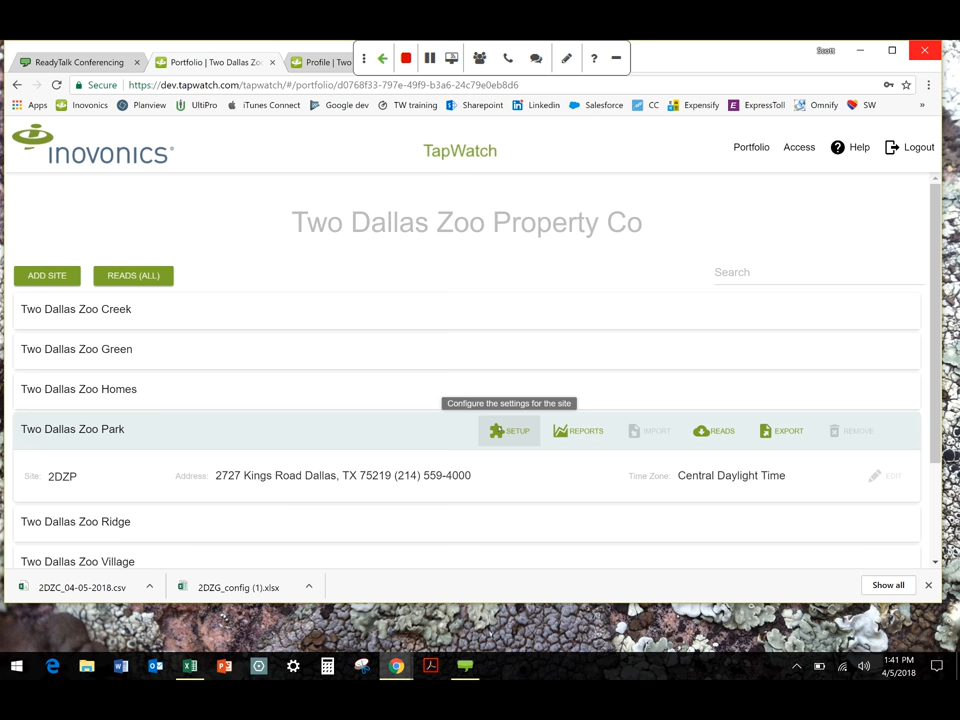 Scott
ReadyTalk Conferencing
Portfolio | Two Dallas Zo
Profile | Two
Secure
https://dev.tapwatch.com/tapwatch/#/portfolio/d0768f33-797e-49f9-b3a6-24c79e0eb8d6
Apps Inovonics Planview UltiPro iTunes Connect Google dev TW training Sharepoint Linkedin Salesforce CC Expensify ExpressToll Omnify SW »
inovonics®
TapWatch
Portfolio Access ? Help Logout
Two Dallas Zoo Property Co
ADD SITE READS (ALL) Search
Two Dallas Zoo Creek
Two Dallas Zoo Green
Two Dallas Zoo Homes
Configure the settings for the site
Two Dallas Zoo Park SETUP REPORTS IMPORT READS EXPORT REMOVE
Site: 2DZP Address: 2727 Kings Road Dallas, TX 75219 (214) 559-4000 Time Zone: Central Daylight Time EDIT
Two Dallas Zoo Ridge
Two Dallas Zoo Village
2DZC_04-05-2018.csv 2DZG_config (1).xlsx Show all
1:41 PM
4/5/2018